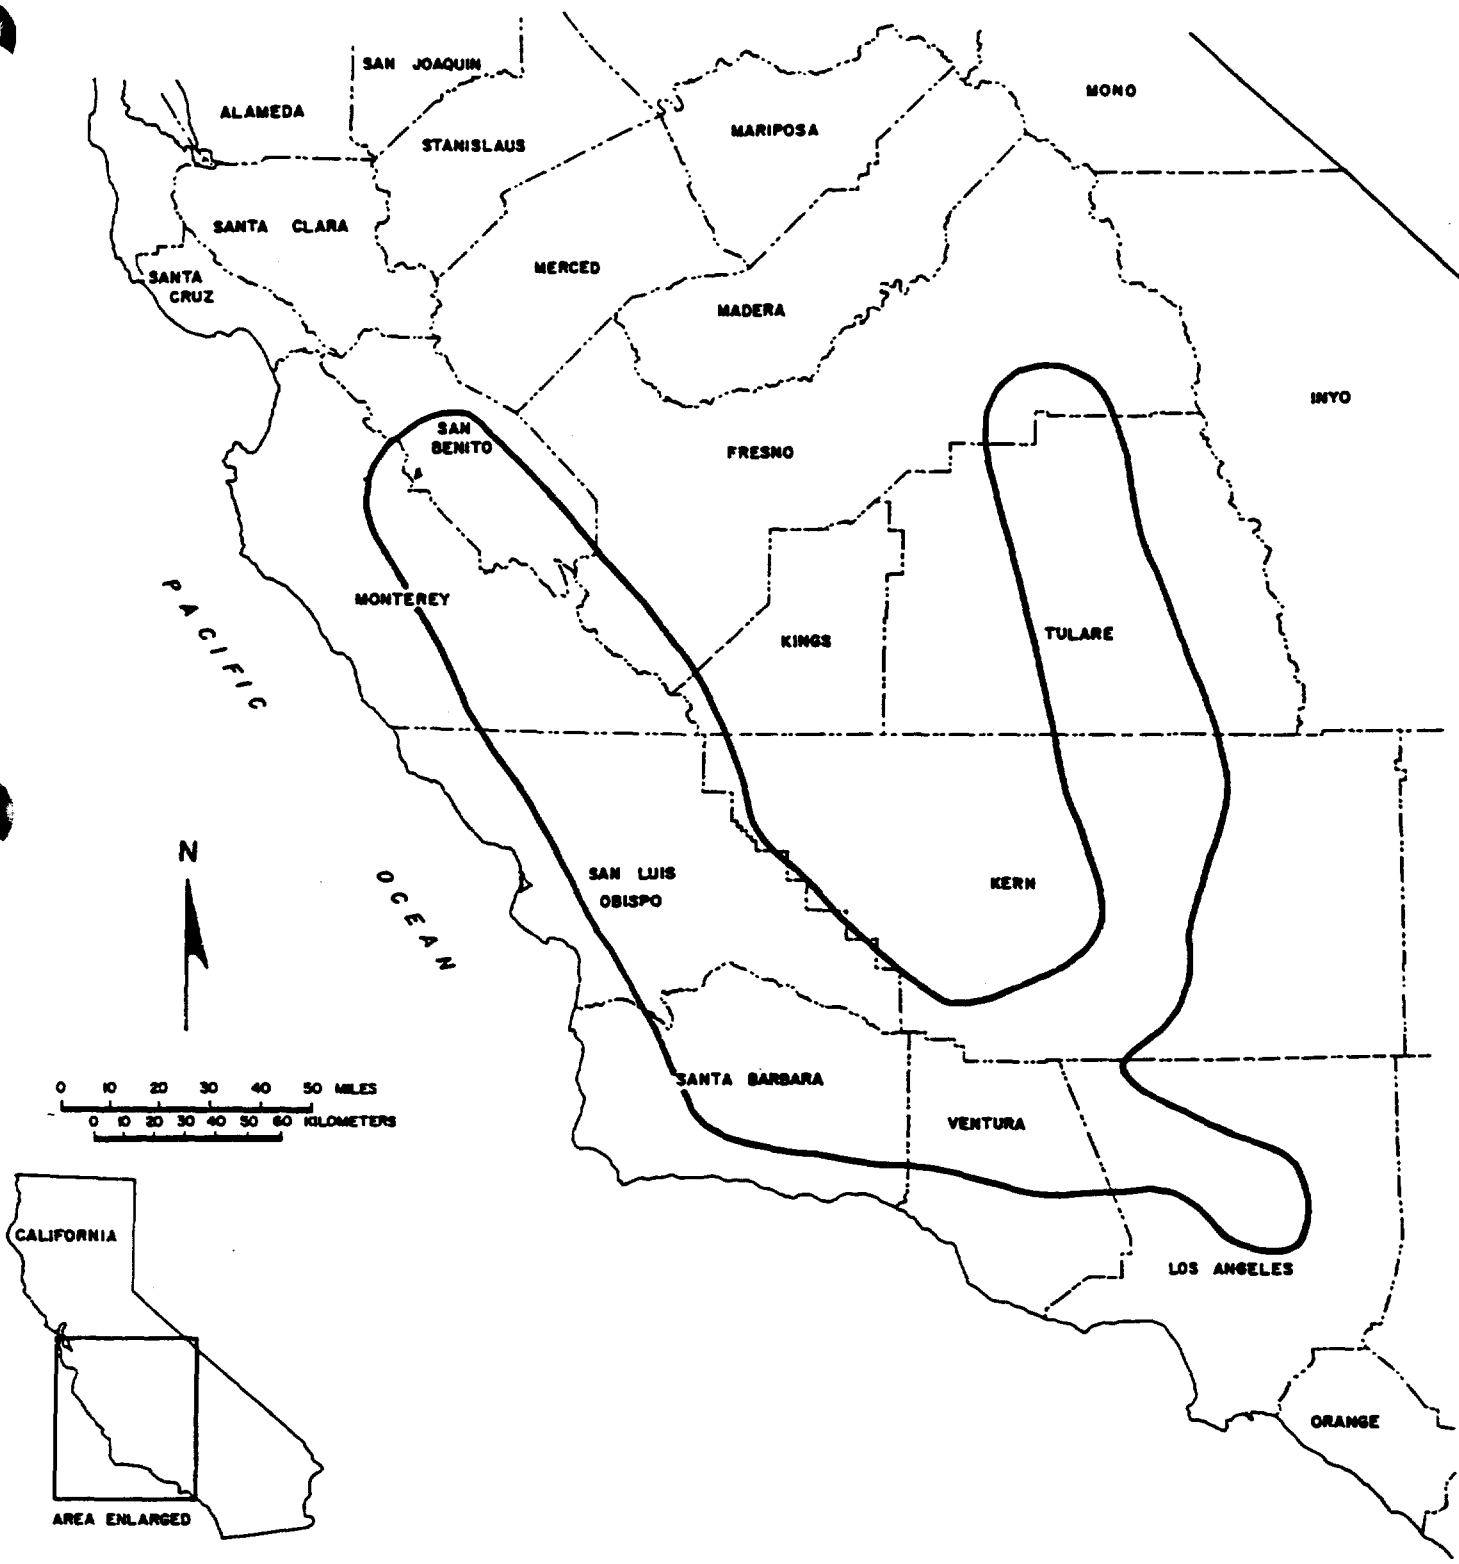 SAN JOAQUIN
MONO
ALAMEDA
STANISLAUS
MARIPOSA
SANTA CLARA
SANTA
CRUZ
MERCED
MADERA
INYO
SAN
BENITO
FRESNO
MONTEREY
KINGS
TULARE
PACIFIC
OCEAN
N
SAN LUIS
OBISPO
KERN
0 10 20 30 40 50 MILES
0 10 20 30 40 50 60 KILOMETERS
SANTA BARBARA
VENTURA
CALIFORNIA
LOS ANGELES
ORANGE
AREA ENLARGED